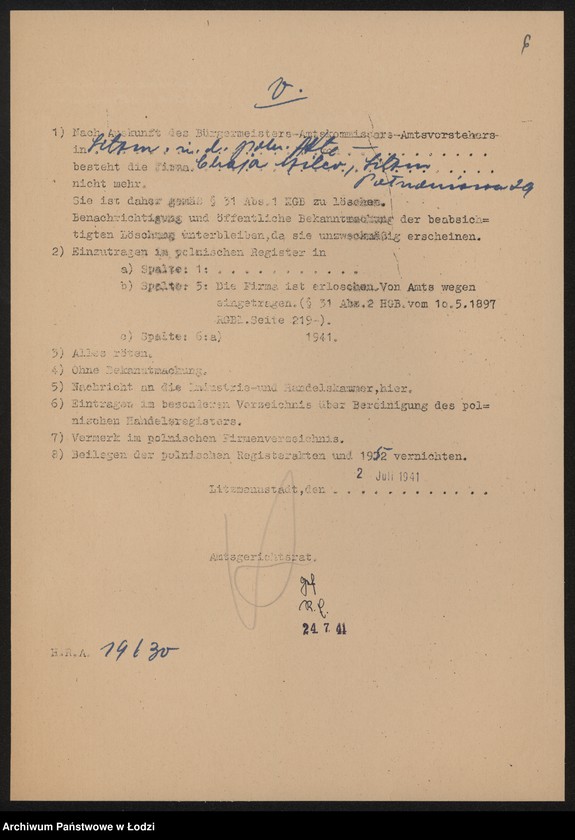 6
V.
1) Nach Auskunft des Bürgermeisters-Amtskommissars-Amtsvorstehers-
in Litzm., n. d. poln.
besteht die Firma. Chaja
nicht mehr.
Sie ist daher gemäß § 31 Abs.1 HGB zu löschen.
Benachrichtigung und öffentliche Bekanntmachung der beabsich=
tigten Löschung unterbleiben, da sie unzweckmäßig erscheinen.
2) Einzutragen im polnischen Register in
a) Spalte: 1: . . . . . . . . . . . . .
b) Spalte: 5: Die Firma ist erloschen.Von Amts wegen
eingetragen.(§ 31 Abs.2 HGB.vom 10.5.1897
RGBl.Seite 219-).
c) Spalte: 6:a) 1941.
3) Alles röten.
4) Ohne Bekanntmachung.
5) Nachricht an die Industrie-und Handelskammer,hier.
6) Eintragen im besonderen Verzeichnis über Bereinigung des pol=
nischen Handelsregisters.
7) Vermerk im polnischen Firmenverzeichnis.
8) Beilegen der polnischen Registerakten und 1952 vernichten.
2 Juli 1941
Litzmannstadt,den . . . . . . . . . . . . .
Amtsgerichtsrat.
gef
24.7.41
H.R.A. 19630
Archiwum Państwowe w Łodzi